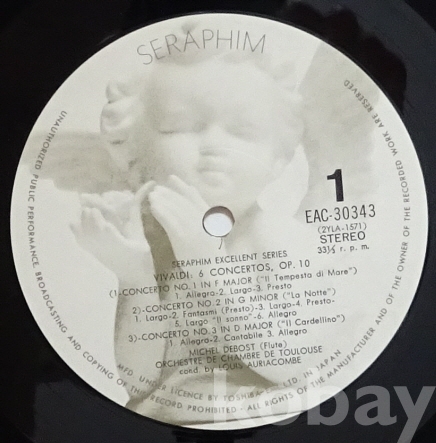 SERAPHIM
1
EAC-30343
(2YLA-1571)
STEREO
33⅓ r. p. m.
SERAPHIM EXCELLENT SERIES
VIVALDI: 6 CONCERTOS, OP. 10
(1-CONCERTO NO.1 IN F MAJOR ("Il Tempesta di Mare")
1. Allegro-2. Largo-3. Presto
2)-CONCERTO NO.2 IN G MINOR ("La Notte")
1. Largo-2. Fantasmi (Presto)-3. Largo-4. Presto-
5. Largo "Il sonno"-6. Allegro
3)-CONCERTO NO.3 IN D MAJOR ("Il Cardellino")
1. Allegro-2. Cantabile 3. Allegro
MICHEL DEBOST (Flute)
ORCHESTRE DE CHAMBRE DE TOULOUSE
cond. by LOUIS AURIACOMBE
MFD. UNDER LICENCE BY TOSHIBA LTD. IN JAPAN
UNAUTHORIZED PUBLIC PERFORMANCE, BROADCASTING AND COPYING OF THE RECORD PROHIBITED - ALL RIGHTS OF THE MANUFACTURER AND OF THE OWNER OF THE RECORDED WORK ARE RESERVED
kobay